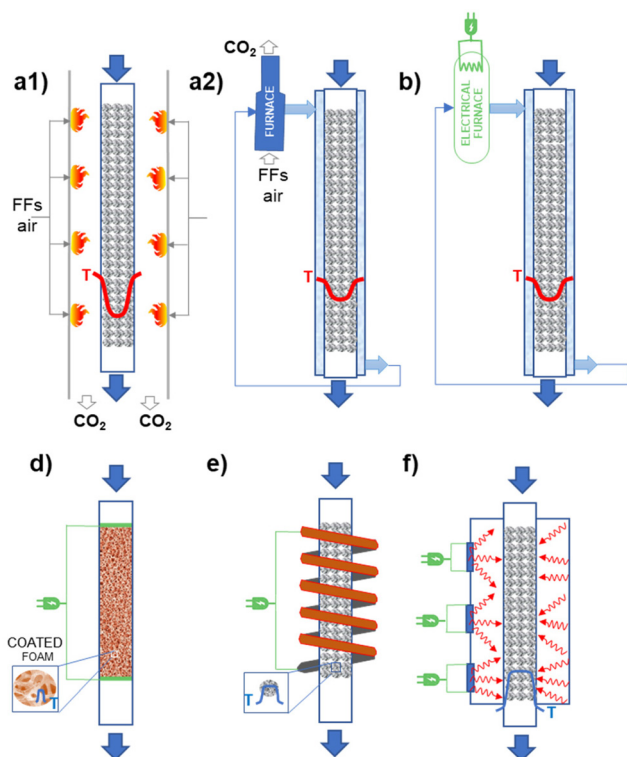 a1)
a2)
b)
CO2
FURNACE
ELECTRICAL
FURNACE
FFs
air
FFs
air
T
T
T
CO2
CO2
d)
e)
f)
COATED
FOAM
T
T
T